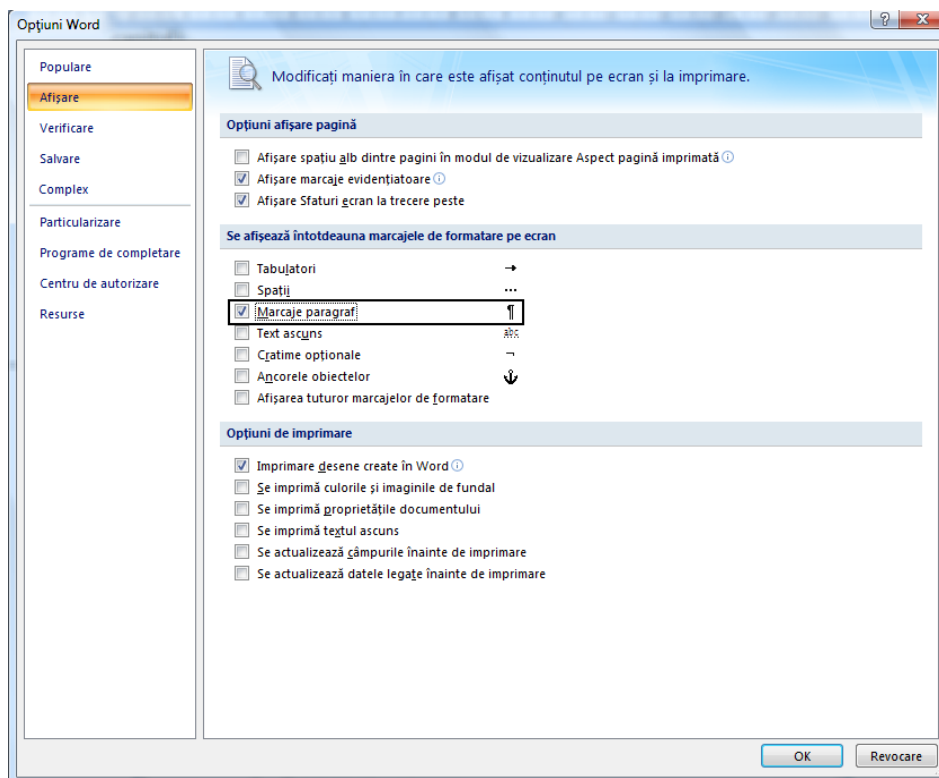 Opțiuni Word
Populare
Afișare
Verificare
Salvare
Complex
Particularizare
Programe de completare
Centru de autorizare
Resurse
Modificați maniera în care este afișat conținutul pe ecran și la imprimare.
Opțiuni afișare pagină
Afișare spațiu alb dintre pagini în modul de vizualizare Aspect pagină imprimată
Afișare marcaje evidențiatoare
Afișare Sfaturi ecran la trecere peste
Se afișează întotdeauna marcajele de formatare pe ecran
Tabulatori →
Spații ...
Marcaje paragraf ¶
Text ascuns abc
Cratime opționale ¬
Ancorele obiectelor
Afișarea tuturor marcajelor de formatare
Opțiuni de imprimare
Imprimare desene create în Word
Se imprimă culorile și imaginile de fundal
Se imprimă proprietățile documentului
Se imprimă textul ascuns
Se actualizează câmpurile înainte de imprimare
Se actualizează datele legate înainte de imprimare
OK Revocare